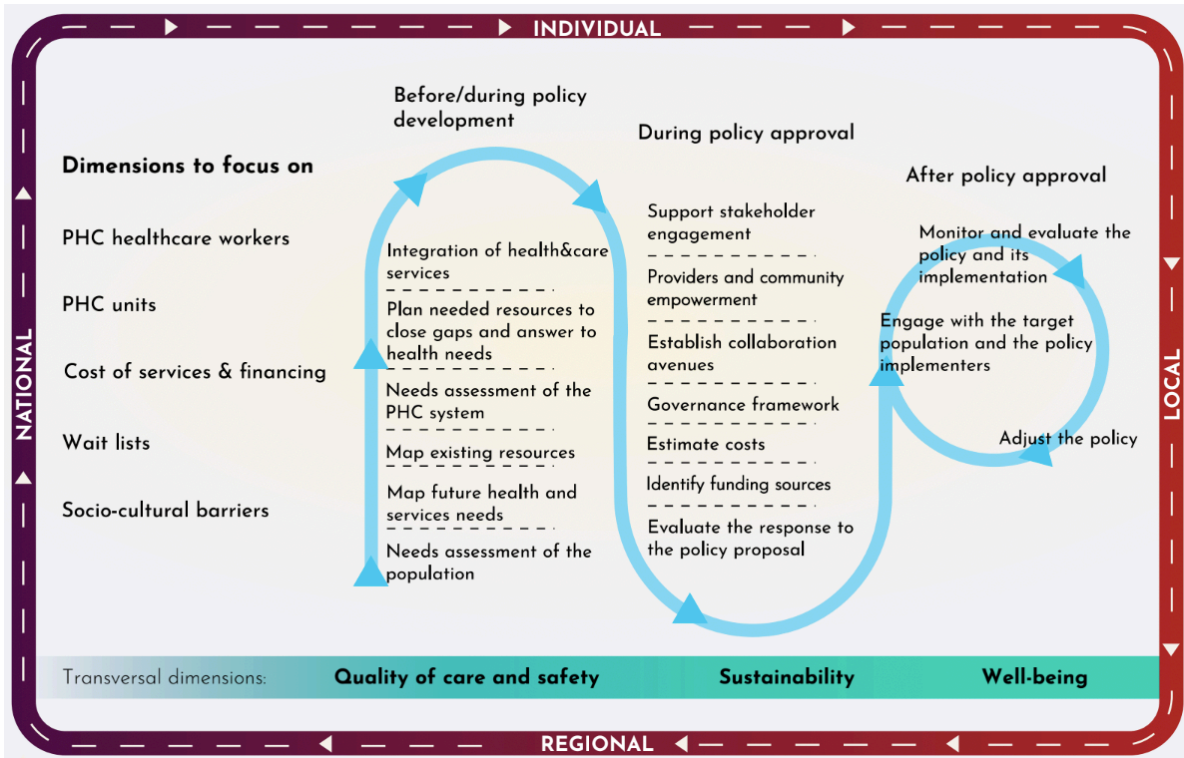 INDIVIDUAL
Before/during policy
development
During policy approval
After policy approval
Dimensions to focus on
PHC healthcare workers
PHC units
Cost of services & financing
Wait lists
Socio-cultural barriers
Integration of health&care
services
Plan needed resources to
close gaps and answer to
health needs
Needs assessment of the
PHC system
Map existing resources
Map future health and
services needs
Needs assessment of the
population
Support stakeholder
engagement
Providers and community
empowerment
Establish collaboration
avenues
Governance framework
Estimate costs
Identify funding sources
Evaluate the response to
the policy proposal
Monitor and evaluate the
policy and its
implementation
Engage with the target
population and the policy
implementers
Adjust the policy
NATIONAL
LOCAL
Transversal dimensions:
Quality of care and safety
Sustainability
Well-being
REGIONAL